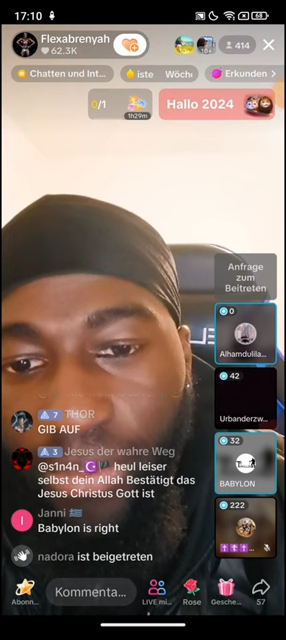 17:10
68
Flexabrenyah
62.3K
414
Chatten und Int...
iste Woche
Erkunden >
0/1
1h29m
Hallo 2024
Anfrage
zum
Beitreten
0
Alhamdulila...
42
Urbanderzw...
32
BABYLON
222
7 THOR
GIB AUF
3 Jesus der wahre Weg
@s1n4n_☪️🏴 heul leiser
selbst dein Allah Bestätigt das
Jesus Christus Gott ist
Janni 🇬🇷
Babylon is right
nadora ist beigetreten
Abonn...
Kommenta...
LIVE mi...
Rose
Gesche...
57